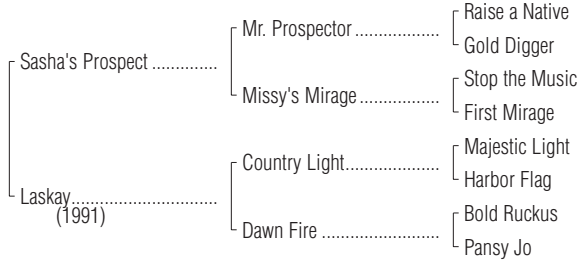 Raise a Native
Mr. Prospector ..................
Gold Digger
Sasha's Prospect ..............
Stop the Music
Missy's Mirage .................
First Mirage
Majestic Light
Country Light....................
Harbor Flag
Laskay...............................
(1991)
Bold Ruckus
Dawn Fire .........................
Pansy Jo